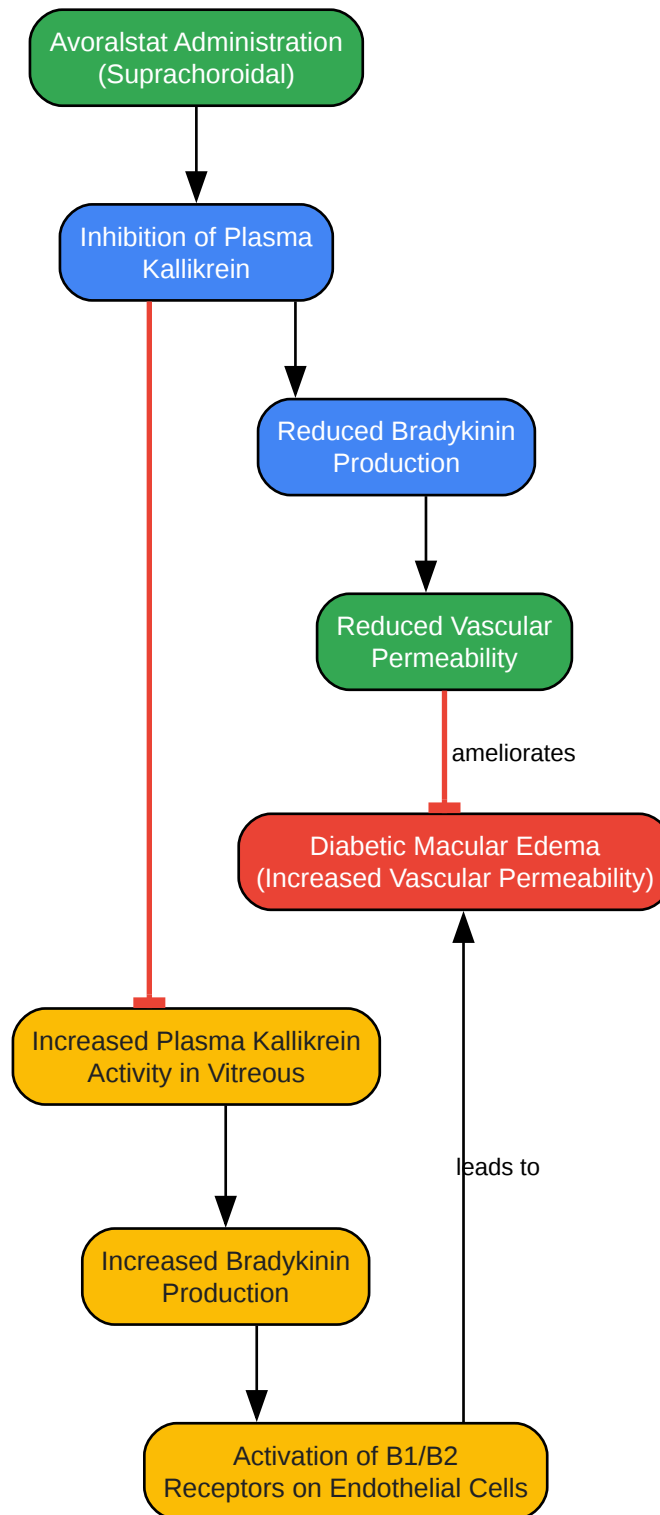 Avoralstat Administration
(Suprachoroidal)
Inhibition of Plasma
Kallikrein
Reduced Bradykinin
Production
Reduced Vascular
Permeability
ameliorates
Diabetic Macular Edema
(Increased Vascular Permeability)
Increased Plasma Kallikrein
Activity in Vitreous
leads to
Increased Bradykinin
Production
Activation of B1/B2
Receptors on Endothelial Cells